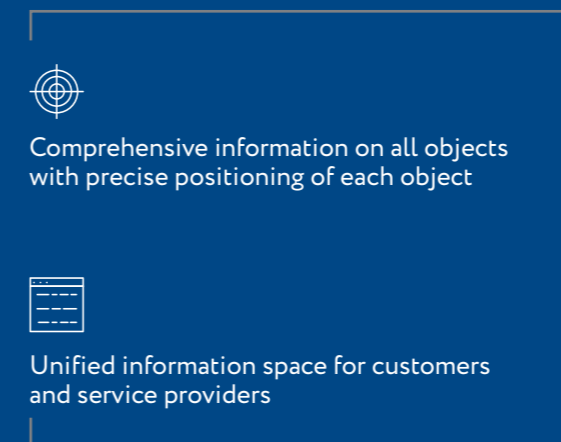 Comprehensive information on all objects
with precise positioning of each object
Unified information space for customers
and service providers